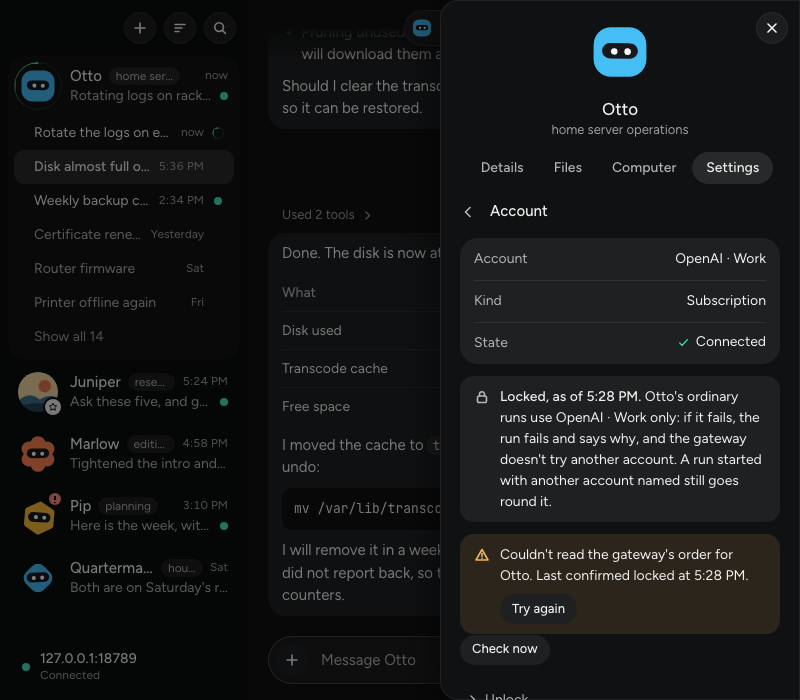 Otto
home ser...
now
Rotating logs on rack...
Rotate the logs on e...
now
Disk almost full o...
5:36 PM
Weekly backup c...
2:34 PM
Certificate rene...
Yesterday
Router firmware
Sat
Printer offline again
Fri
Show all 14
Juniper
rese...
5:24 PM
Ask these five, and g...
Marlow
editi...
4:58 PM
Tightened the intro and...
Pip
planning
3:10 PM
Here is the week, wit...
Quarterma...
hou...
Sat
Both are on Saturday's r...
127.0.0.1:18789
Connected
Pruning unused
will download them a
Should I clear the transc
so it can be restored.
Used 2 tools
Done. The disk is now at
What
Disk used
Transcode cache
Free space
I moved the cache to
undo:
mv /var/lib/transco
I will remove it in a week
did not report back, so t
counters.
Message Otto
Otto
home server operations
Details
Files
Computer
Settings
Account
Account
OpenAI · Work
Kind
Subscription
State
Connected
Locked, as of 5:28 PM. Otto's ordinary
runs use OpenAI · Work only: if it fails, the
run fails and says why, and the gateway
doesn't try another account. A run started
with another account named still goes
round it.
Couldn't read the gateway's order for
Otto. Last confirmed locked at 5:28 PM.
Try again
Check now
Unlock